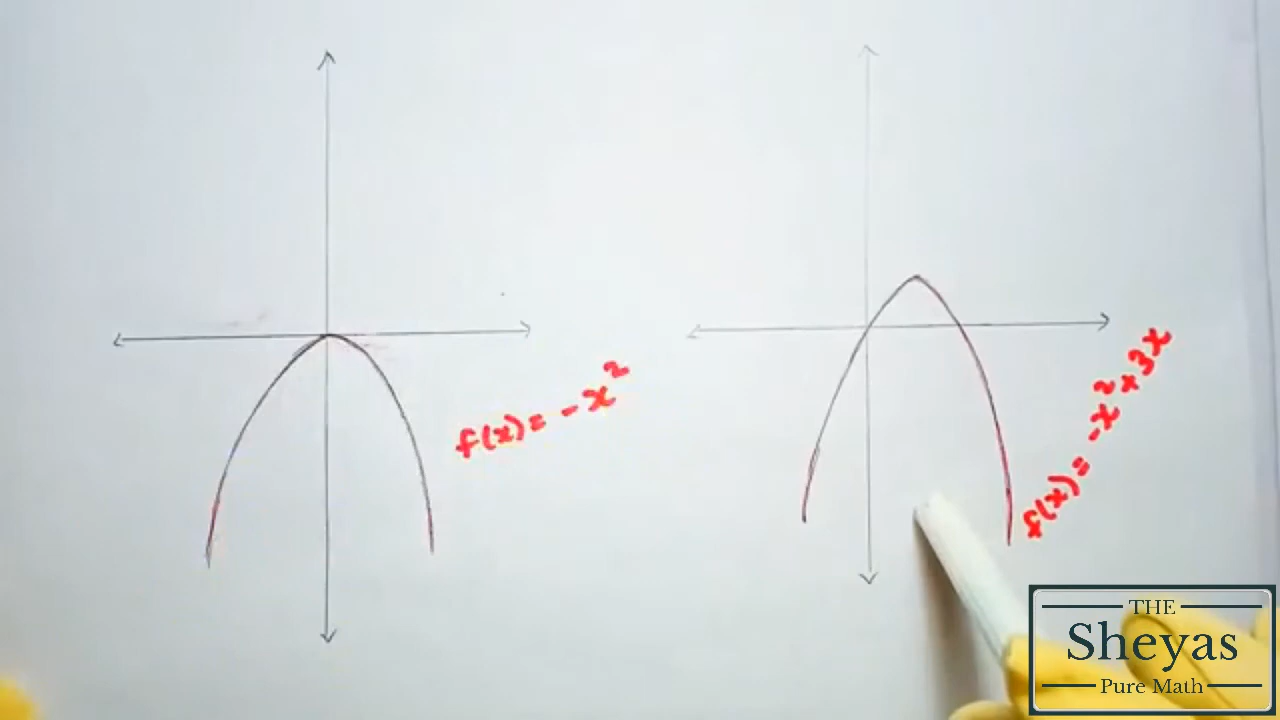 f(x) = -x²
f(x) = -x² + 3x
THE
Sheyas
Pure Math